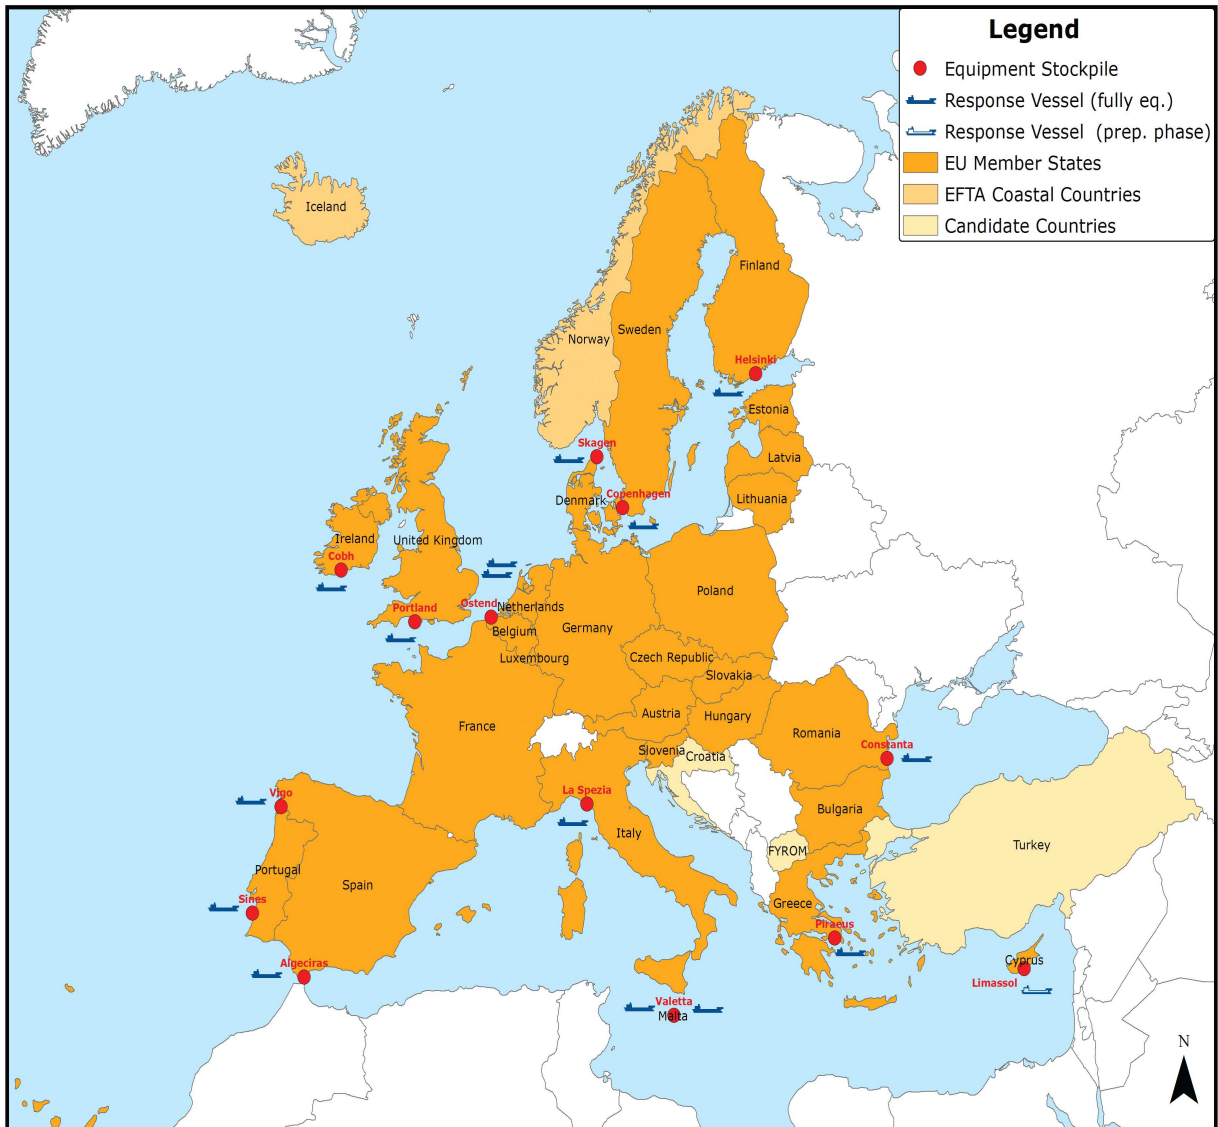 Legend
Equipment Stockpile
Response Vessel (fully eq.)
Response Vessel (prep. phase)
EU Member States
EFTA Coastal Countries
Candidate Countries
Iceland
Finland
Sweden
Norway
Helsinki
Estonia
Skagen
Latvia
Copenhagen
Denmark
Lithuania
Ireland
United Kingdom
Cobh
Poland
Portland
Ostend
Netherlands
Germany
Belgium
Luxembourg
Czech Republic
Slovakia
Austria
Hungary
France
Romania
Constanta
Slovenia
Croatia
La Spezia
Vigo
Bulgaria
Italy
Turkey
FYROM
Portugal
Spain
Sines
Greece
Piraeus
Algeciras
Cyprus
Limassol
Valetta
Malta
N